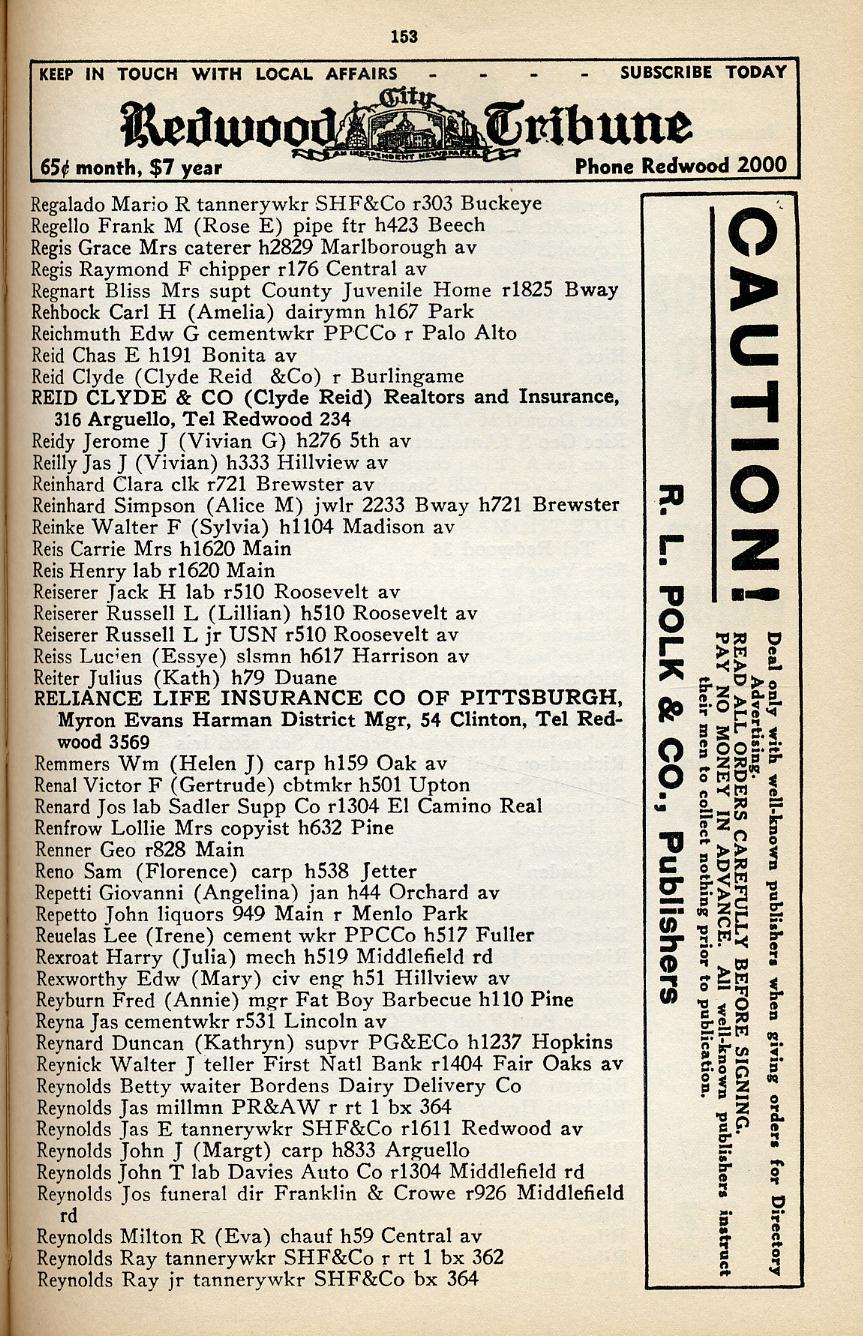 153
KEEP IN TOUCH WITH LOCAL AFFAIRS - - - - SUBSCRIBE TODAY
Redwood City Tribune
AN INDEPENDENT NEWSPAPER
65¢ month, $7 year Phone Redwood 2000
Regalado Mario R tannerywkr SHF&Co r303 Buckeye
Regello Frank M (Rose E) pipe ftr h423 Beech
Regis Grace Mrs caterer h2829 Marlborough av
Regis Raymond F chipper r176 Central av
Regnart Bliss Mrs supt County Juvenile Home r1825 Bway
Rehbock Carl H (Amelia) dairymn h167 Park
Reichmuth Edw G cementwkr PPCCo r Palo Alto
Reid Chas E h191 Bonita av
Reid Clyde (Clyde Reid &Co) r Burlingame
REID CLYDE & CO (Clyde Reid) Realtors and Insurance,
316 Arguello, Tel Redwood 234
Reidy Jerome J (Vivian G) h276 5th av
Reilly Jas J (Vivian) h333 Hillview av
Reinhard Clara clk r721 Brewster av
Reinhard Simpson (Alice M) jwlr 2233 Bway h721 Brewster
Reinke Walter F (Sylvia) h1104 Madison av
Reis Carrie Mrs h1620 Main
Reis Henry lab r1620 Main
Reiserer Jack H lab r510 Roosevelt av
Reiserer Russell L (Lillian) h510 Roosevelt av
Reiserer Russell L jr USN r510 Roosevelt av
Reiss Lucien (Essye) slsmn h617 Harrison av
Reiter Julius (Kath) h79 Duane
RELIANCE LIFE INSURANCE CO OF PITTSBURGH,
Myron Evans Harman District Mgr, 54 Clinton, Tel Red-
wood 3569
Remmers Wm (Helen J) carp h159 Oak av
Renal Victor F (Gertrude) cbtmkr h501 Upton
Renard Jos lab Sadler Supp Co r1304 El Camino Real
Renfrow Lollie Mrs copyist h632 Pine
Renner Geo r828 Main
Reno Sam (Florence) carp h538 Jetter
Repetti Giovanni (Angelina) jan h44 Orchard av
Repetto John liquors 949 Main r Menlo Park
Reuelas Lee (Irene) cement wkr PPCCo h517 Fuller
Rexroat Harry (Julia) mech h519 Middlefield rd
Rexworthy Edw (Mary) civ eng h51 Hillview av
Reyburn Fred (Annie) mgr Fat Boy Barbecue h110 Pine
Reyna Jas cementwkr r531 Lincoln av
Reynard Duncan (Kathryn) supvr PG&ECo h1237 Hopkins
Reynick Walter J teller First Natl Bank r1404 Fair Oaks av
Reynolds Betty waiter Bordens Dairy Delivery Co
Reynolds Jas millmn PR&AW r rt 1 bx 364
Reynolds Jas E tannerywkr SHF&Co r1611 Redwood av
Reynolds John J (Margt) carp h833 Arguello
Reynolds John T lab Davies Auto Co r1304 Middlefield rd
Reynolds Jos funeral dir Franklin & Crowe r926 Middlefield
rd
Reynolds Milton R (Eva) chauf h59 Central av
Reynolds Ray tannerywkr SHF&Co r rt 1 bx 362
Reynolds Ray jr tannerywkr SHF&Co bx 364
CAUTION!
Deal only with well-known publishers when giving orders for Directory
Advertising.
READ ALL ORDERS CAREFULLY BEFORE SIGNING.
PAY NO MONEY IN ADVANCE. All well-known publishers instruct
their men to collect nothing prior to publication.
R. L. POLK & CO., Publishers